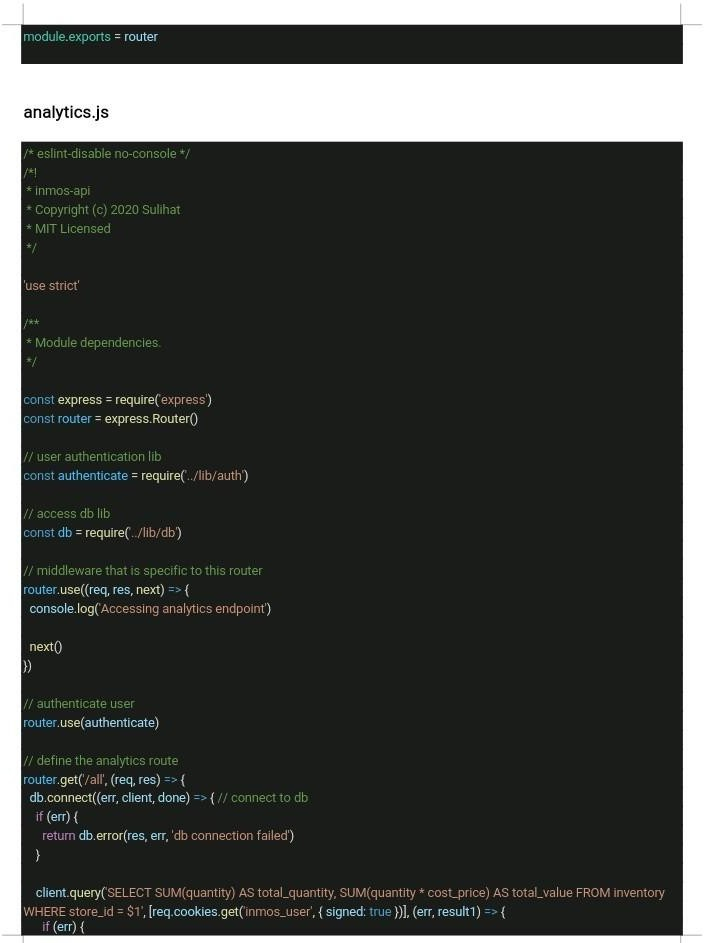 module.exports = router
analytics.js
/* eslint-disable no-console */
/*!
 * inmos-api
 * Copyright (c) 2020 Sulihat
 * MIT Licensed
 */
'use strict'
/**
 * Module dependencies.
 */
const express = require('express')
const router = express.Router()
// user authentication lib
const authenticate = require('../lib/auth')
// access db lib
const db = require('../lib/db')
// middleware that is specific to this router
router.use((req, res, next) => {
  console.log('Accessing analytics endpoint')
  next()
})
// authenticate user
router.use(authenticate)
// define the analytics route
router.get('/all', (req, res) => {
  db.connect((err, client, done) => { // connect to db
    if (err) {
      return db.error(res, err, 'db connection failed')
    }
    client.query('SELECT SUM(quantity) AS total_quantity, SUM(quantity * cost_price) AS total_value FROM inventory
WHERE store_id = $1', [req.cookies.get('inmos_user', { signed: true })], (err, result1) => {
      if (err) {